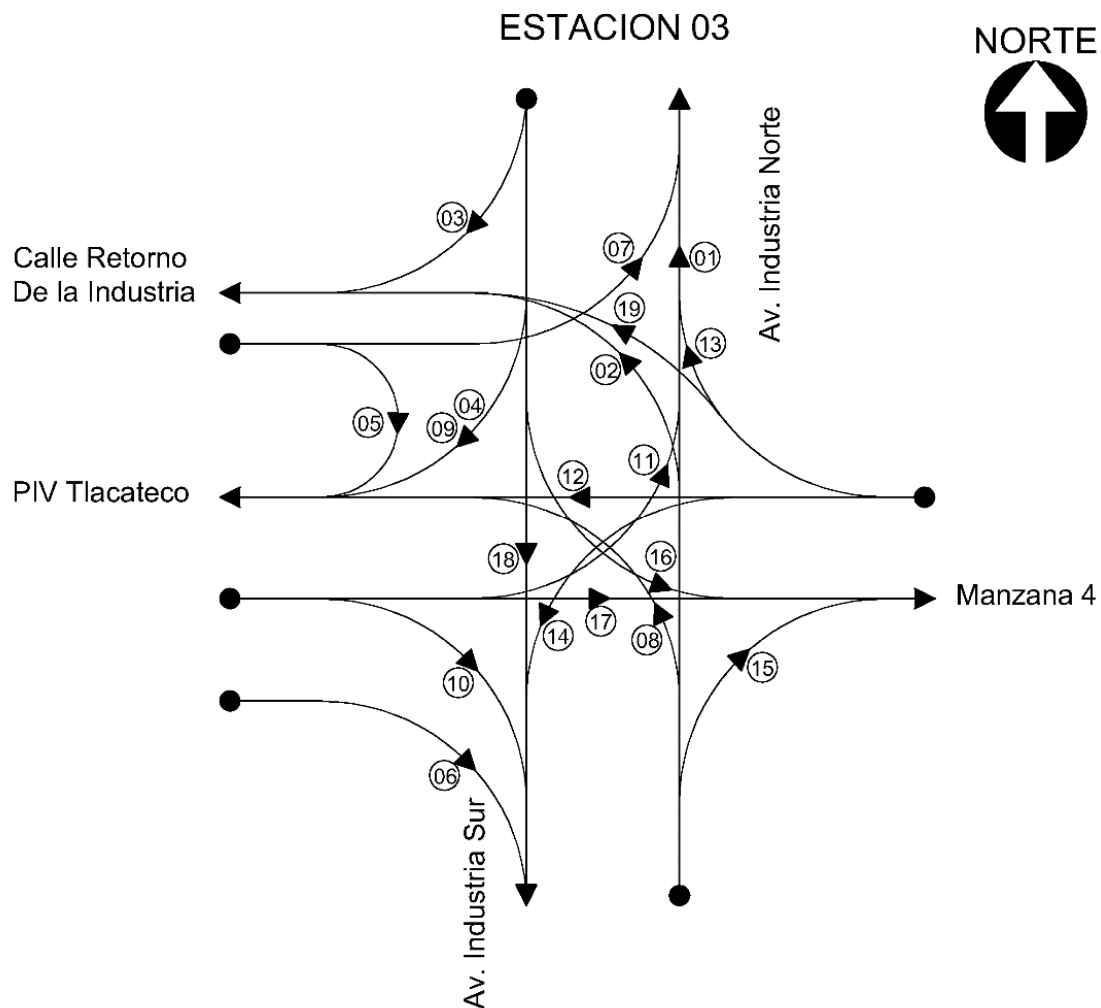 ESTACION 03
NORTE
Av. Industria Norte
03
07
01
Calle Retorno
De la Industria
19
02
13
04
05
09
11
12
PIV Tlacateco
18
16
Manzana 4
14
17
08
10
15
06
Av. Industria Sur